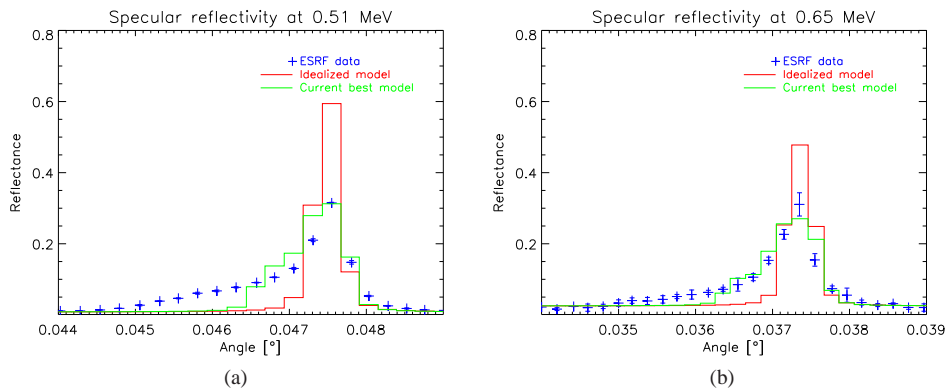 Specular reflectivity at 0.51 MeV
0.8
0.6
0.4
0.2
Reflectance
ESRF data
Idealized model
Current best model
0.044 0.045 0.046 0.047 0.048
Angle [°]
(a)
Specular reflectivity at 0.65 MeV
0.8
0.6
0.4
0.2
Reflectance
ESRF data
Idealized model
Current best model
0.035 0.036 0.037 0.038 0.039
Angle [°]
(b)